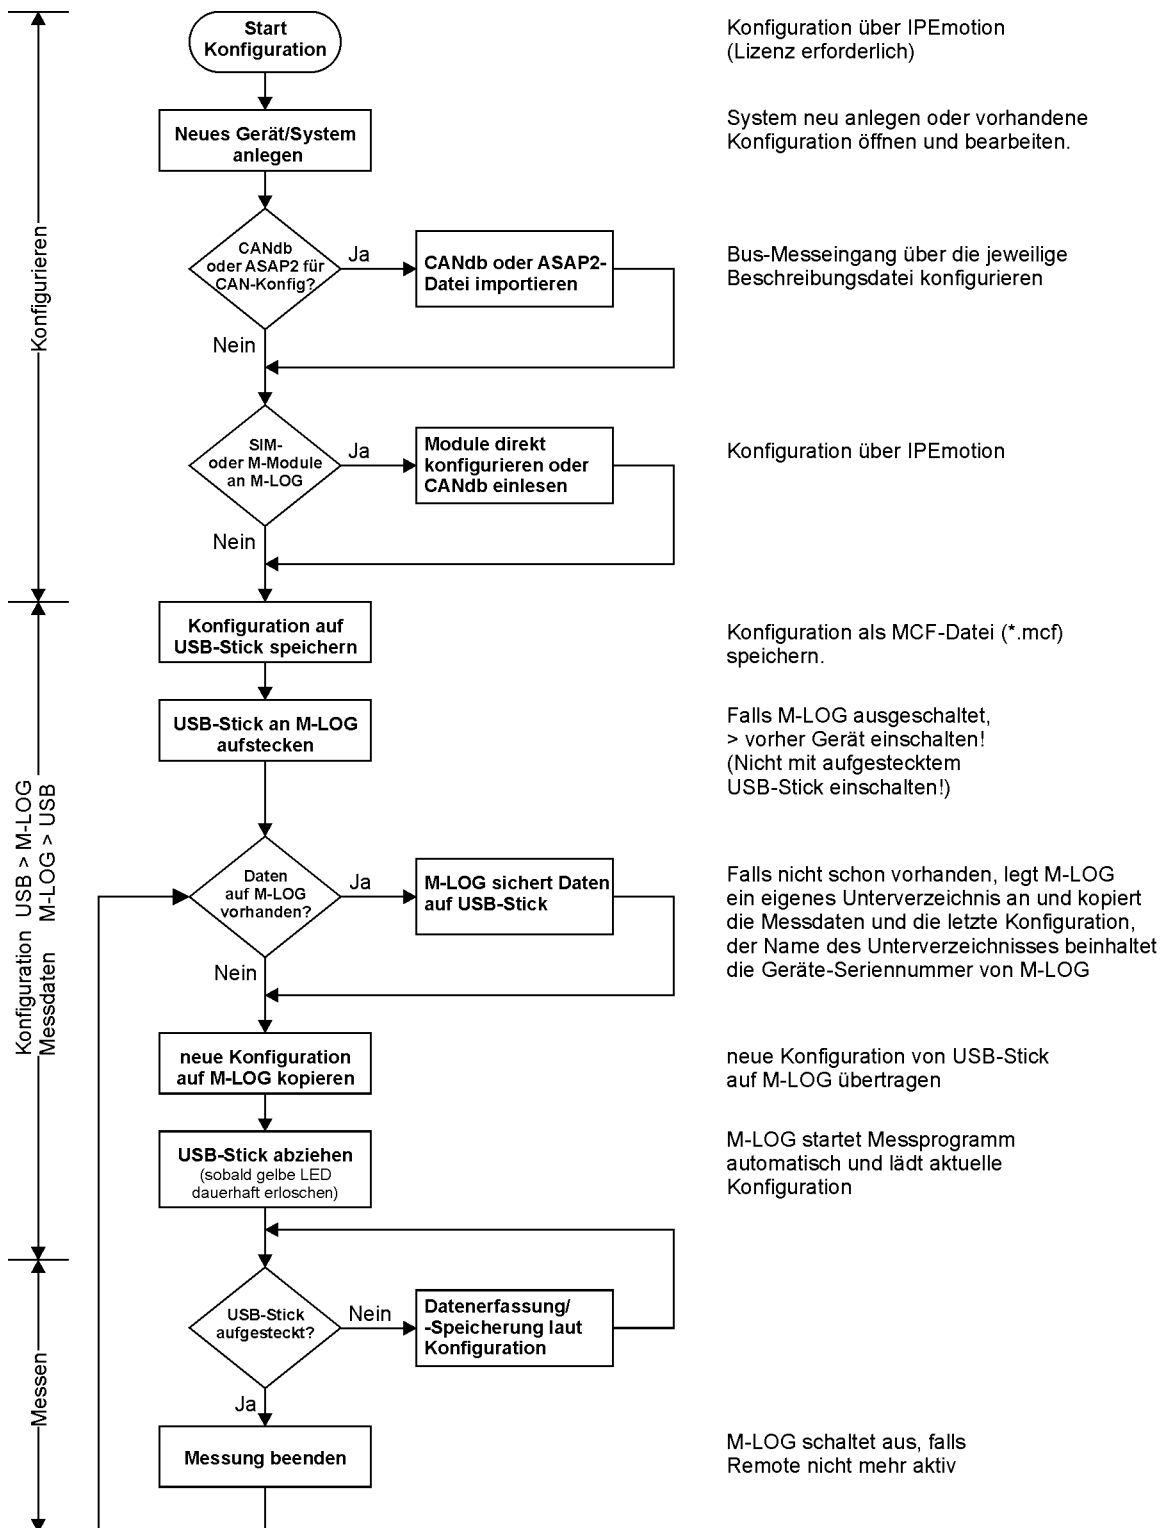 Start
Konfiguration
Konfiguration über IPEmotion
(Lizenz erforderlich)
Neues Gerät/System
anlegen
System neu anlegen oder vorhandene
Konfiguration öffnen und bearbeiten.
CANdb
oder ASAP2 für
CAN-Konfig?
Ja
CANdb oder ASAP2-
Datei importieren
Bus-Messeingang über die jeweilige
Beschreibungsdatei konfigurieren
Nein
Konfigurieren
SIM-
oder M-Module
an M-LOG
Ja
Module direkt
konfigurieren oder
CANdb einlesen
Konfiguration über IPEmotion
Nein
Konfiguration auf
USB-Stick speichern
Konfiguration als MCF-Datei (*.mcf)
speichern.
USB-Stick an M-LOG
aufstecken
Falls M-LOG ausgeschaltet,
> vorher Gerät einschalten!
(Nicht mit aufgestecktem
USB-Stick einschalten!)
Konfiguration USB > M-LOG
Messdaten M-LOG > USB
Daten
auf M-LOG
vorhanden?
Ja
M-LOG sichert Daten
auf USB-Stick
Falls nicht schon vorhanden, legt M-LOG
ein eigenes Unterverzeichnis an und kopiert
die Messdaten und die letzte Konfiguration,
der Name des Unterverzeichnisses beinhaltet
die Geräte-Seriennummer von M-LOG
Nein
neue Konfiguration
auf M-LOG kopieren
neue Konfiguration von USB-Stick
auf M-LOG übertragen
USB-Stick abziehen
(sobald gelbe LED
dauerhaft erloschen)
M-LOG startet Messprogramm
automatisch und lädt aktuelle
Konfiguration
Messen
USB-Stick
aufgesteckt?
Nein
Datenerfassung/
-Speicherung laut
Konfiguration
Ja
Messung beenden
M-LOG schaltet aus, falls
Remote nicht mehr aktiv